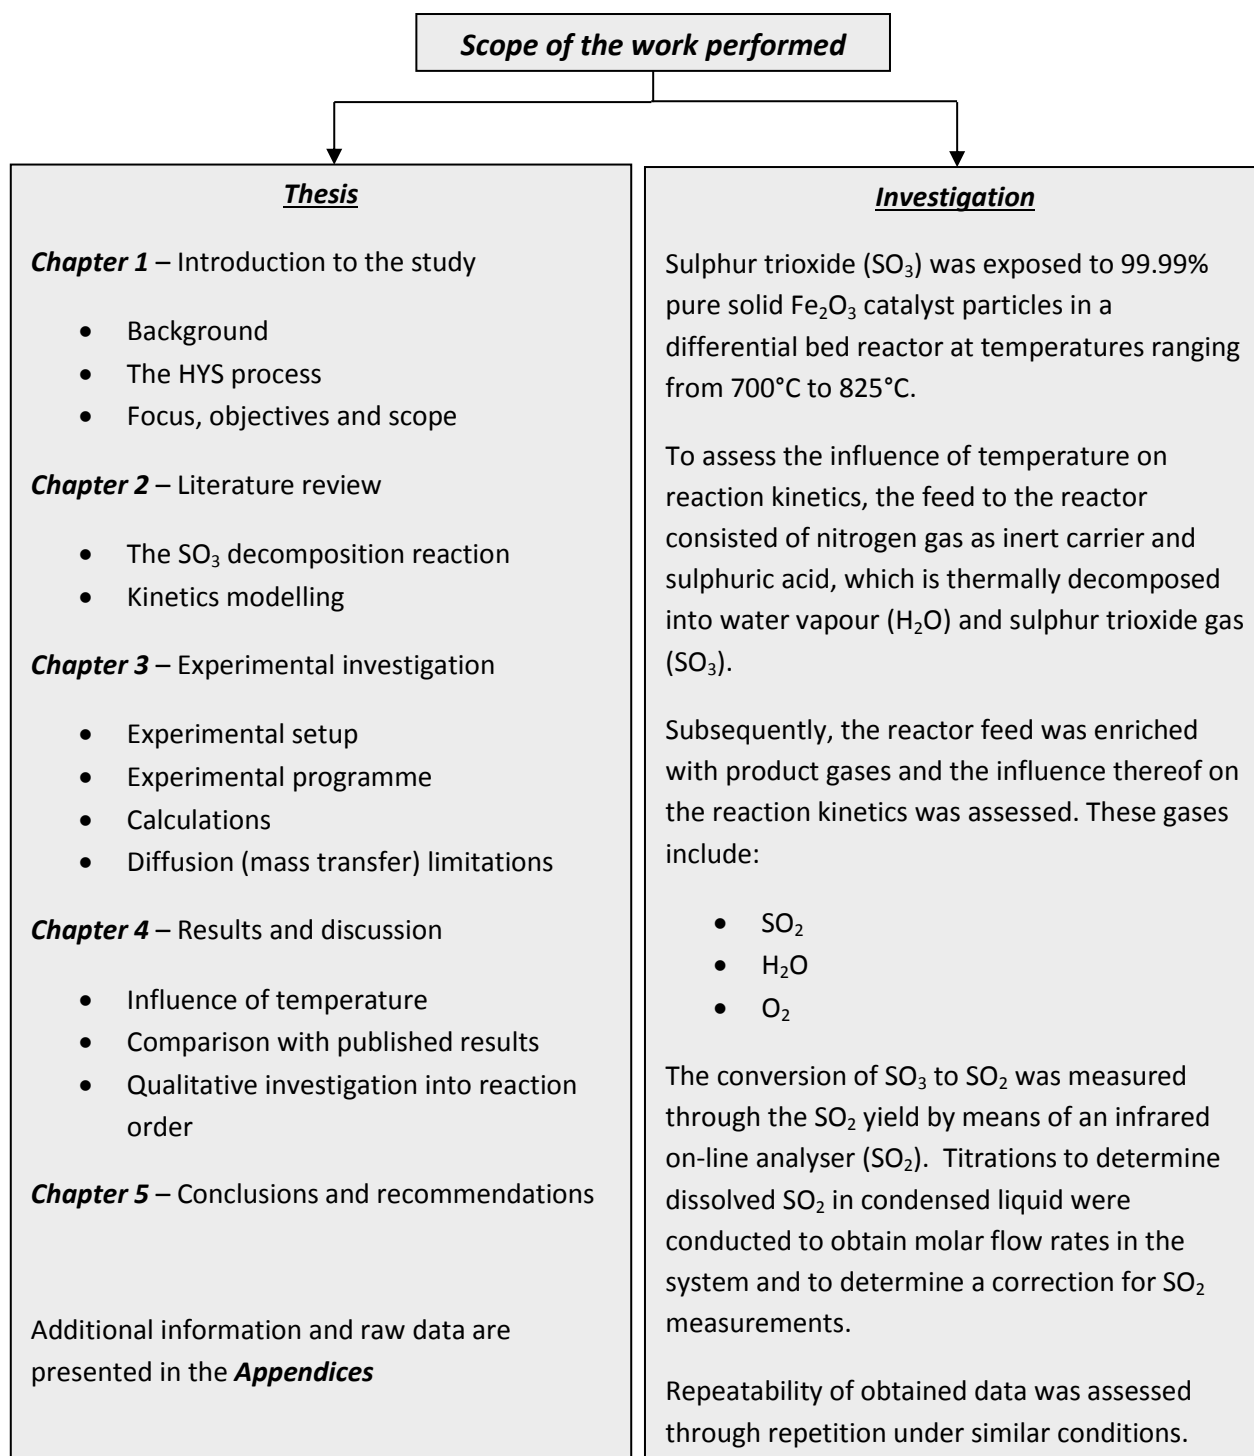 Scope of the work performed
Thesis
Chapter 1 – Introduction to the study
• Background
• The HYS process
• Focus, objectives and scope
Chapter 2 – Literature review
• The SO₃ decomposition reaction
• Kinetics modelling
Chapter 3 – Experimental investigation
• Experimental setup
• Experimental programme
• Calculations
• Diffusion (mass transfer) limitations
Chapter 4 – Results and discussion
• Influence of temperature
• Comparison with published results
• Qualitative investigation into reaction
order
Chapter 5 – Conclusions and recommendations
Additional information and raw data are
presented in the Appendices
Investigation
Sulphur trioxide (SO₃) was exposed to 99.99%
pure solid Fe₂O₃ catalyst particles in a
differential bed reactor at temperatures ranging
from 700°C to 825°C.
To assess the influence of temperature on
reaction kinetics, the feed to the reactor
consisted of nitrogen gas as inert carrier and
sulphuric acid, which is thermally decomposed
into water vapour (H₂O) and sulphur trioxide gas
(SO₃).
Subsequently, the reactor feed was enriched
with product gases and the influence thereof on
the reaction kinetics was assessed. These gases
include:
• SO₂
• H₂O
• O₂
The conversion of SO₃ to SO₂ was measured
through the SO₂ yield by means of an infrared
on-line analyser (SO₂).  Titrations to determine
dissolved SO₂ in condensed liquid were
conducted to obtain molar flow rates in the
system and to determine a correction for SO₂
measurements.
Repeatability of obtained data was assessed
through repetition under similar conditions.